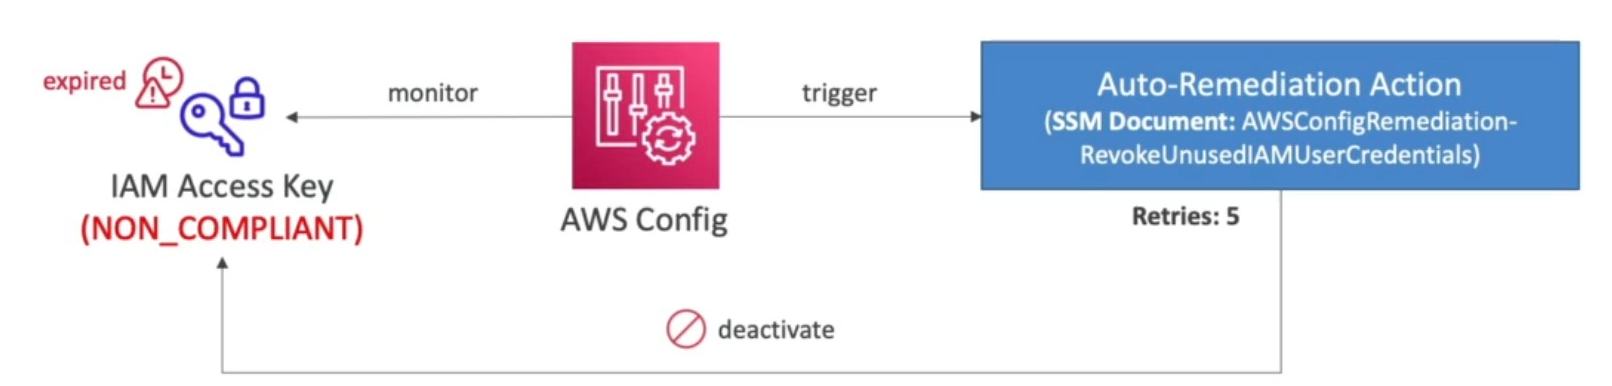 expired
IAM Access Key
(NON_COMPLIANT)
monitor
AWS Config
trigger
Auto-Remediation Action
(SSM Document: AWSConfigRemediation-
RevokeUnusedIAMUserCredentials)
Retries: 5
deactivate